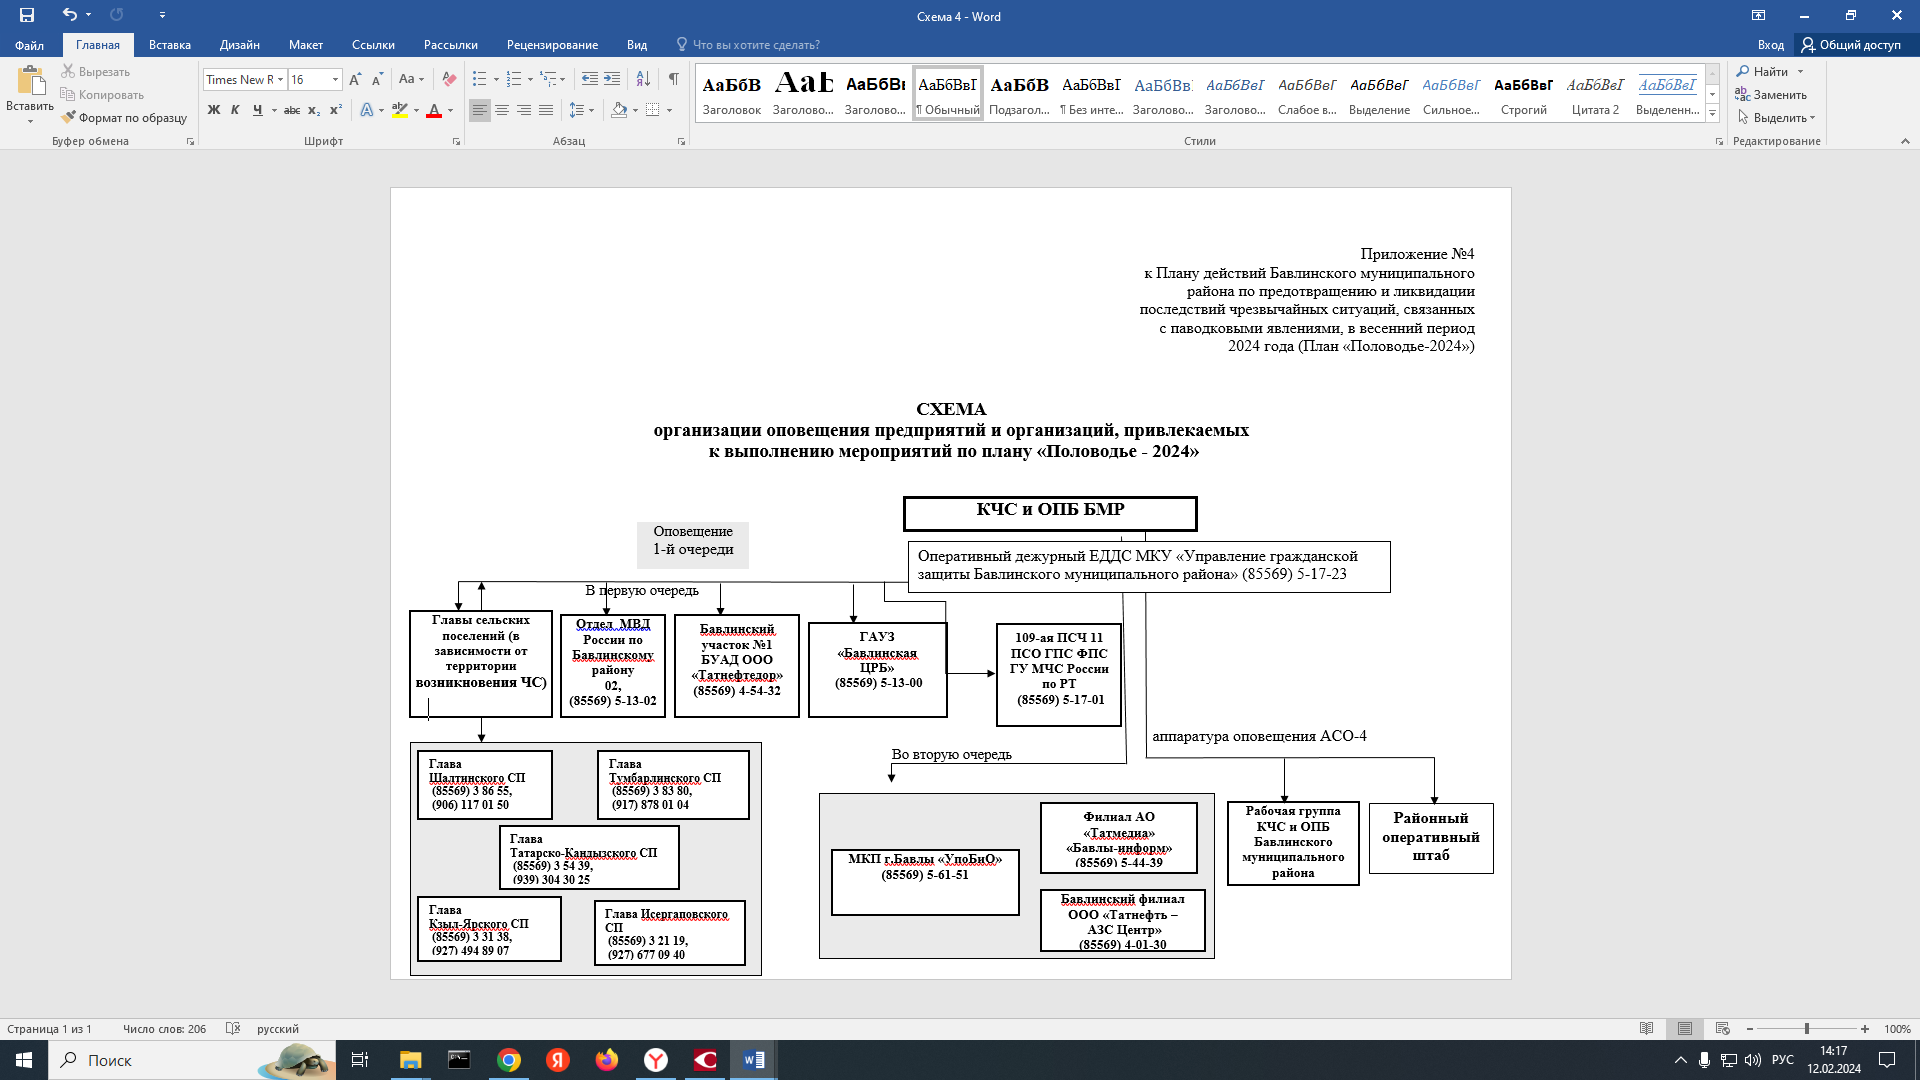 Схема 4 - Word
Файл
Главная
Вставка
Дизайн
Макет
Ссылки
Рассылки
Рецензирование
Вид
Что вы хотите сделать?
Вход
Общий доступ
Вставить
Вырезать
Копировать
Формат по образцу
Буфер обмена
Times New R
16
Шрифт
Абзац
АаБбВ
АаБбВ
АаБбВвГ
АаБбВ
АаБбВвГ
АаБбВвГ
АаБбВвГ
АаБбВвГ
АаБбВвГ
АаБбВвГ
АаБбВвГ
АаБбВвГ
Заголовок
Заголово...
Заголово...
¶ Обычный
Подзагол...
¶ Без инте...
Заголово...
Заголово...
Слабое в...
Выделение
Сильное...
Строгий
Цитата 2
Выделенн...
Стили
Найти
Заменить
Выделить
Редактирование
Приложение №4
к Плану действий Бавлинского муниципального
района по предотвращению и ликвидации
последствий чрезвычайных ситуаций, связанных
с паводковыми явлениями, в весенний период
2024 года (План «Половодье-2024»)
СХЕМА
организации оповещения предприятий и организаций, привлекаемых
к выполнению мероприятий по плану «Половодье - 2024»
КЧС и ОПБ БМР
Оповещение
1-й очереди
Оперативный дежурный ЕДДС МКУ «Управление гражданской
защиты Бавлинского муниципального района» (85569) 5-17-23
В первую очередь
Главы сельских
поселений (в
зависимости от
территории
возникновения ЧС)
Отдел МВД
России по
Бавлинскому
району
02,
(85569) 5-13-02
Бавлинский
участок №1
БУАД ООО
«Татнефтедор»
(85569) 4-54-32
ГАУЗ
«Бавлинская
ЦРБ»
(85569) 5-13-00
109-ая ПСЧ 11
ПСО ГПС ФПС
ГУ МЧС России
по РТ
(85569) 5-17-01
аппаратура оповещения АСО-4
Во вторую очередь
Глава
Шалтинского СП
(85569) 3 86 55,
(906) 117 01 50
Глава
Тумбарлинского СП
(85569) 3 83 80,
(917) 878 01 04
Глава
Татарско-Кандызского СП
(85569) 3 54 39,
(939) 304 30 25
Глава
Кзыл-Ярского СП
(85569) 3 31 38,
(927) 494 89 07
Глава Исергаповского
СП
(85569) 3 21 19,
(927) 677 09 40
МКП г.Бавлы «УпоБиО»
(85569) 5-61-51
Филиал АО
«Татмедиа»
«Бавлы-информ»
(85569) 5-44-39
Бавлинский филиал
ООО «Татнефть –
АЗС Центр»
(85569) 4-01-30
Рабочая группа
КЧС и ОПБ
Бавлинского
муниципального
района
Районный
оперативный
штаб
Страница 1 из 1
Число слов: 206
русский
100%
Поиск
РУС
14:17
12.02.2024